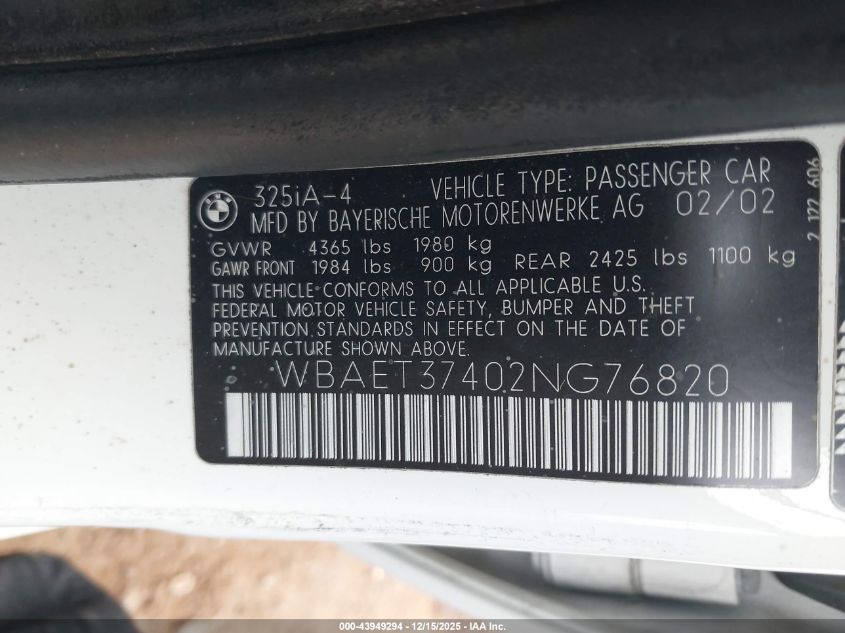 325iA-4 VEHICLE TYPE: PASSENGER CAR
MFD BY BAYERISCHE MOTORENWERKE AG 02/02
GVWR 4365 lbs 1980 kg
GAWR FRONT 1984 lbs 900 kg REAR 2425 lbs 1100 kg
THIS VEHICLE CONFORMS TO ALL APPLICABLE U.S.
FEDERAL MOTOR VEHICLE SAFETY, BUMPER AND THEFT
PREVENTION STANDARDS IN EFFECT ON THE DATE OF
MANUFACTURE SHOWN ABOVE.
WBAET37402NG76820
2 122 606
000-43949294 - 12/15/2025 - IAA Inc.